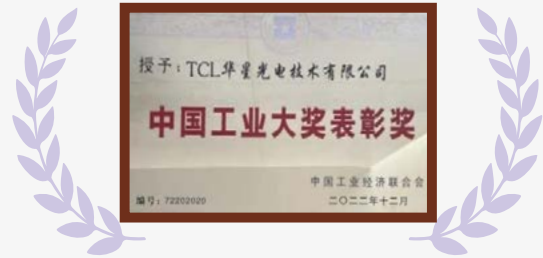 授予：TCL华星光电技术有限公司
中国工业大奖表彰奖
中国工业经济联合会
编号：72202020
二〇二二年十二月